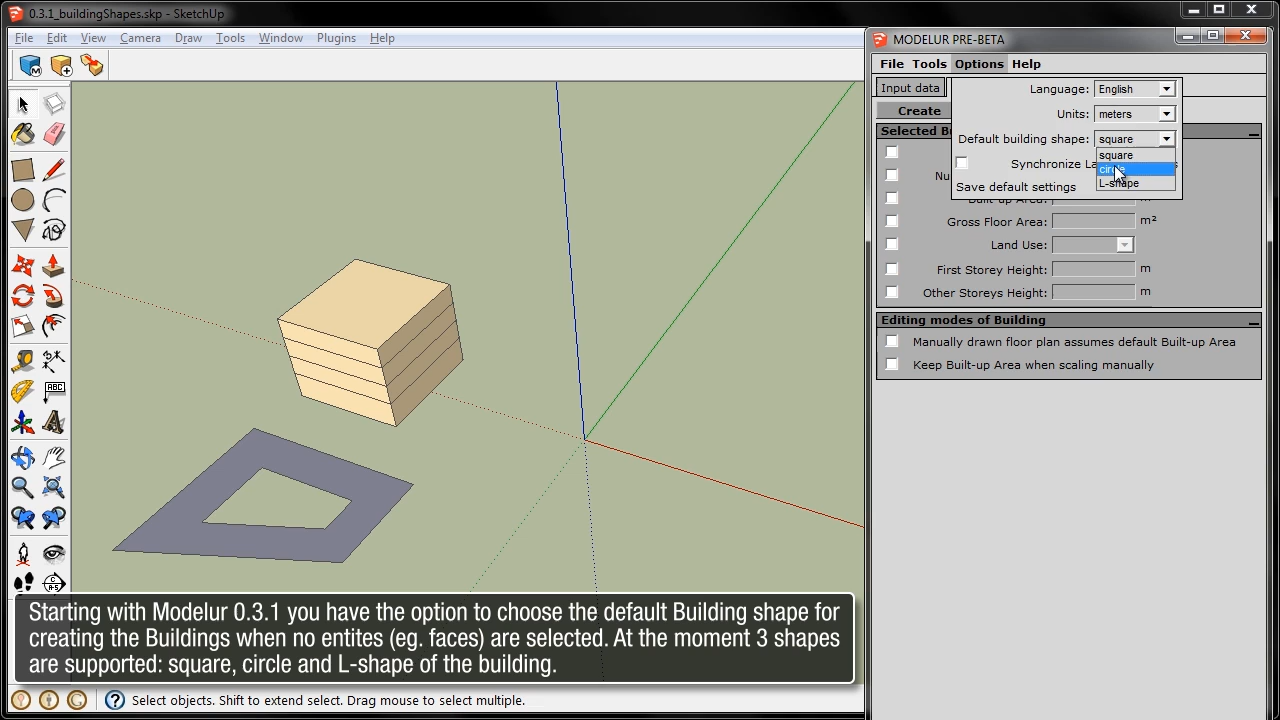 0.3.1_buildingShapes.skp - SketchUp
File Edit View Camera Draw Tools Window Plugins Help
MODELUR PRE-BETA
File Tools Options Help
Input data
Language: English
Units: meters
Create
Default building shape: square
Selected B
square
circle
L-shape
Synchronize La
Nu
Save default settings
Built-up Area:
Gross Floor Area: m²
Land Use:
First Storey Height: m
Other Storeys Height: m
Editing modes of Building
Manually drawn floor plan assumes default Built-up Area
Keep Built-up Area when scaling manually
ABC
Starting with Modelur 0.3.1 you have the option to choose the default Building shape for
creating the Buildings when no entites (eg. faces) are selected. At the moment 3 shapes
are supported: square, circle and L-shape of the building.
Select objects. Shift to extend select. Drag mouse to select multiple.